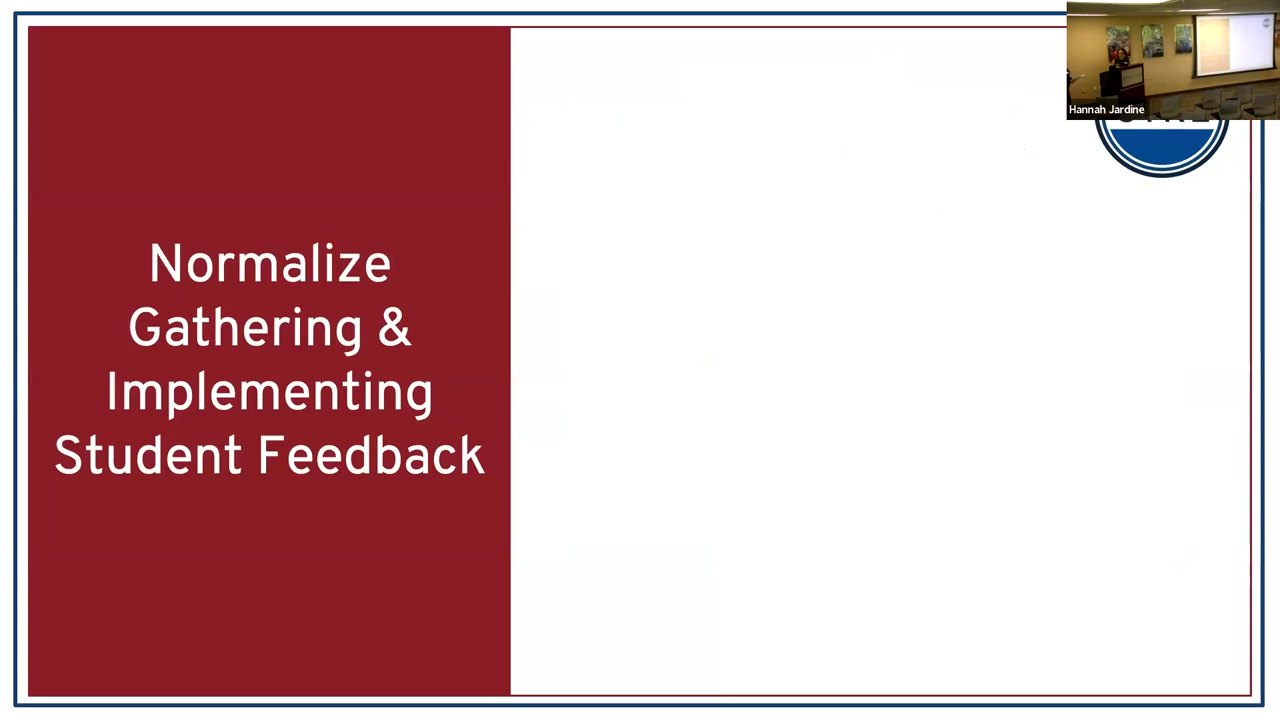 Normalize
Gathering &
Implementing
Student Feedback
Hannah Jardine